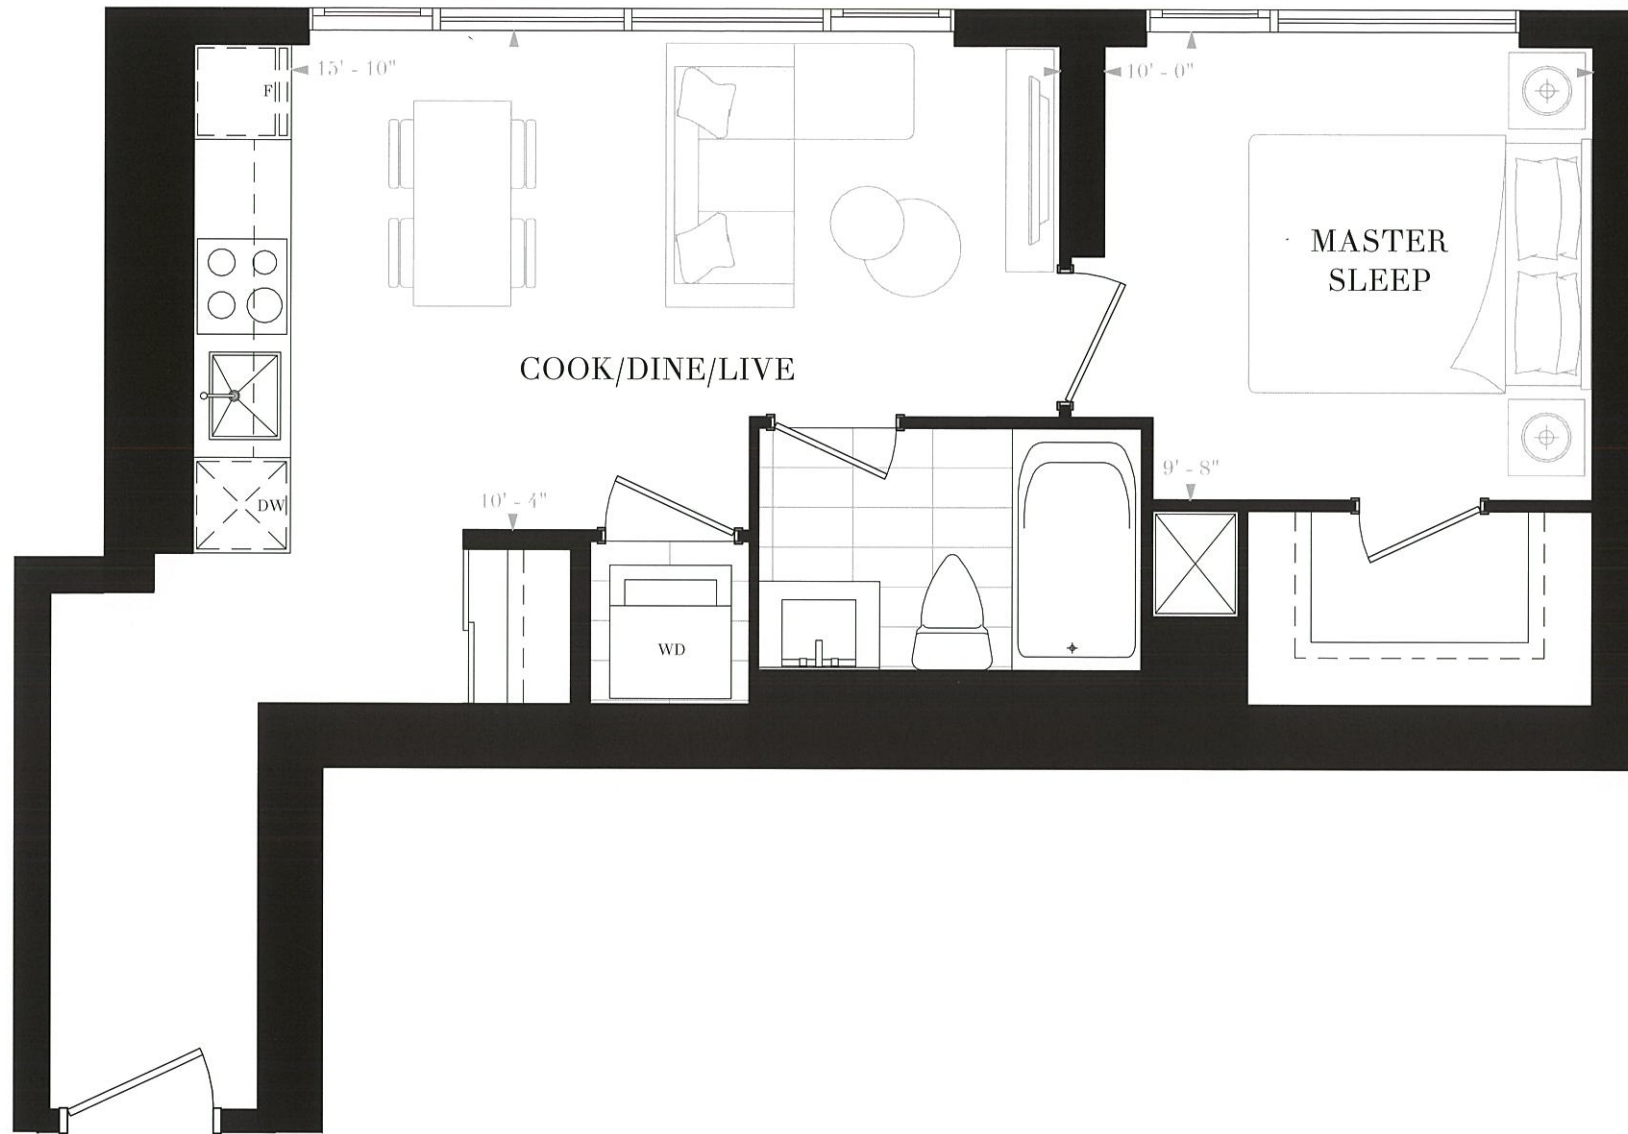 F
15' - 10"
10' - 0"
MASTER
SLEEP
COOK/DINE/LIVE
9' - 8"
10' - 4"
DW
WD